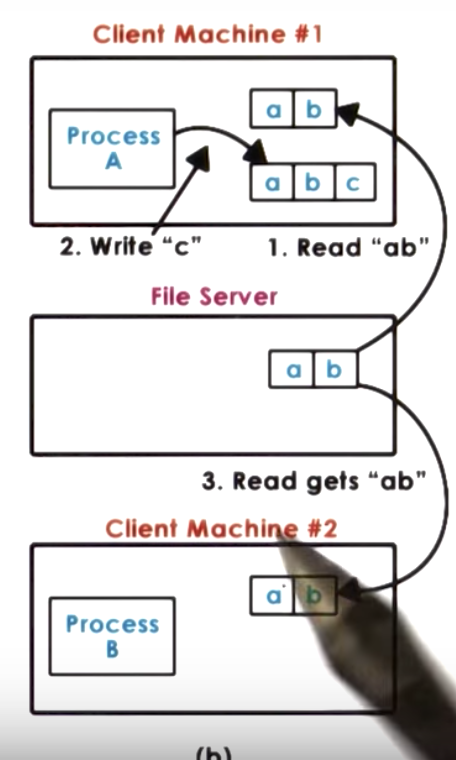 Client Machine #1
a b
Process
A
a b c
2. Write “c”
1. Read “ab”
File Server
a b
3. Read gets “ab”
Client Machine #2
a b
Process
B
(b)